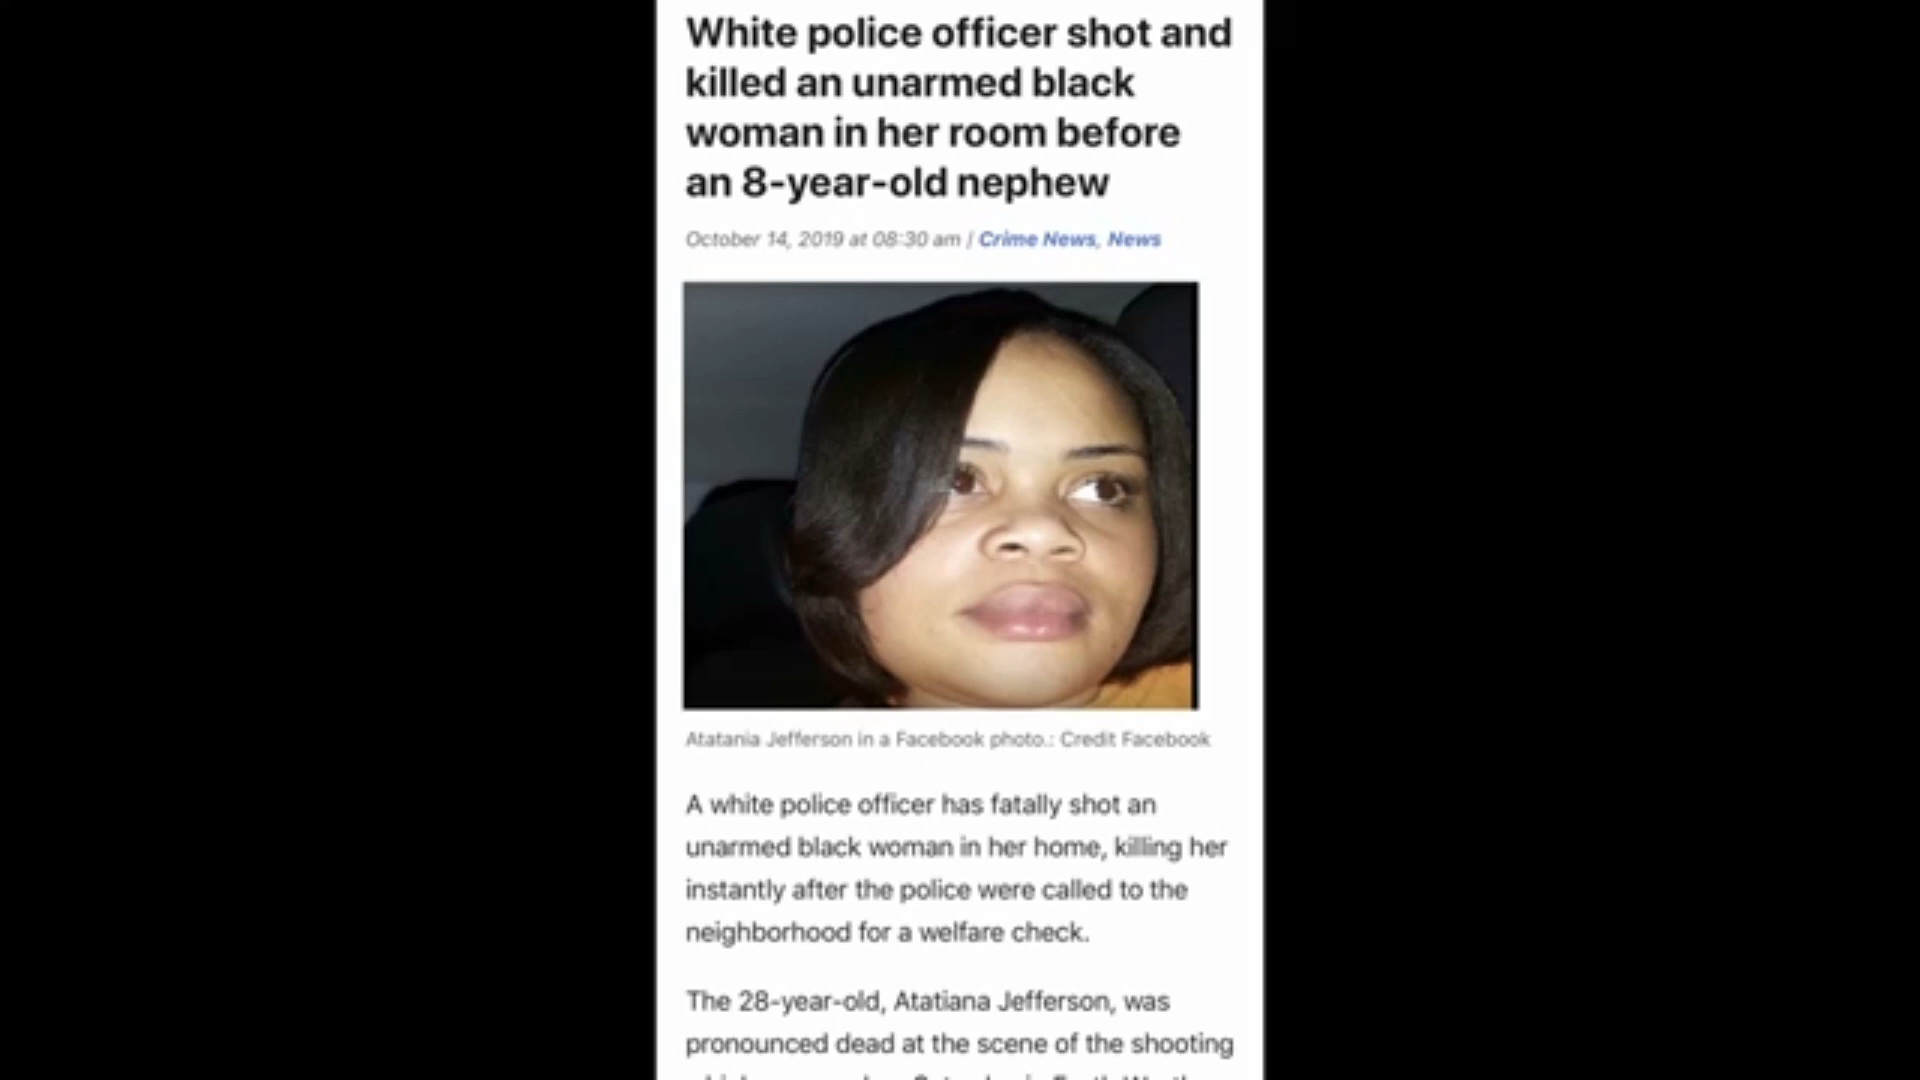 White police officer shot and
killed an unarmed black
woman in her room before
an 8-year-old nephew
October 14, 2019 at 08:30 am | Crime News, News
Atatania Jefferson in a Facebook photo.: Credit Facebook
A white police officer has fatally shot an
unarmed black woman in her home, killing her
instantly after the police were called to the
neighborhood for a welfare check.
The 28-year-old, Atatiana Jefferson, was
pronounced dead at the scene of the shooting